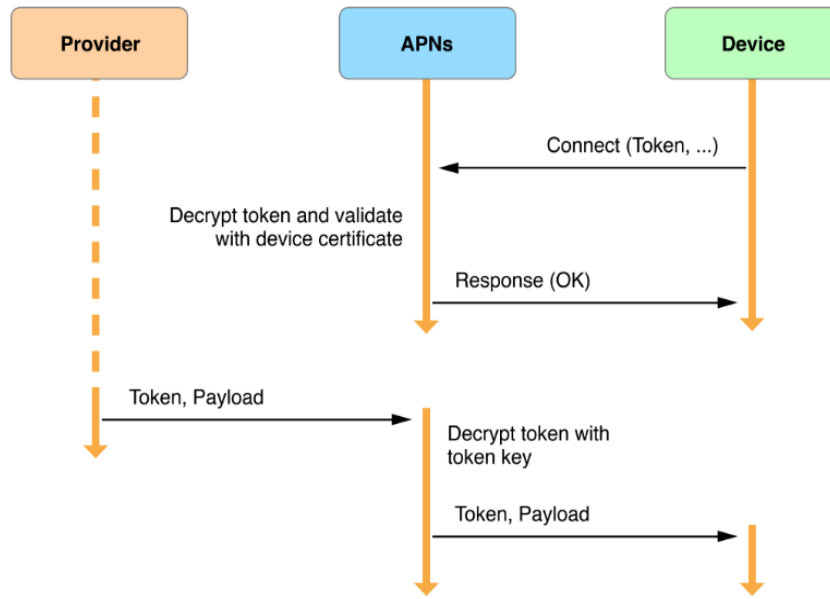 Provider
APNs
Device
Connect (Token, ...)
Decrypt token and validate
with device certificate
Response (OK)
Token, Payload
Decrypt token with
token key
Token, Payload